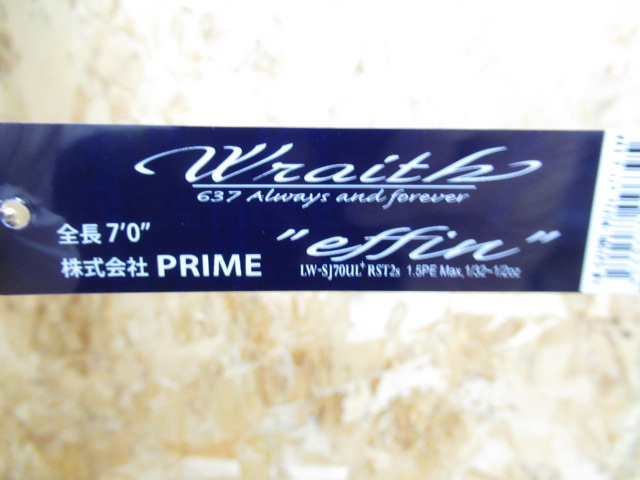 Wraith
637 Always and forever
全長 7'0"
"effin"
株式会社 PRIME
LW-SJ70UL+ RST2s 1.5PE Max,1/32~1/2oz